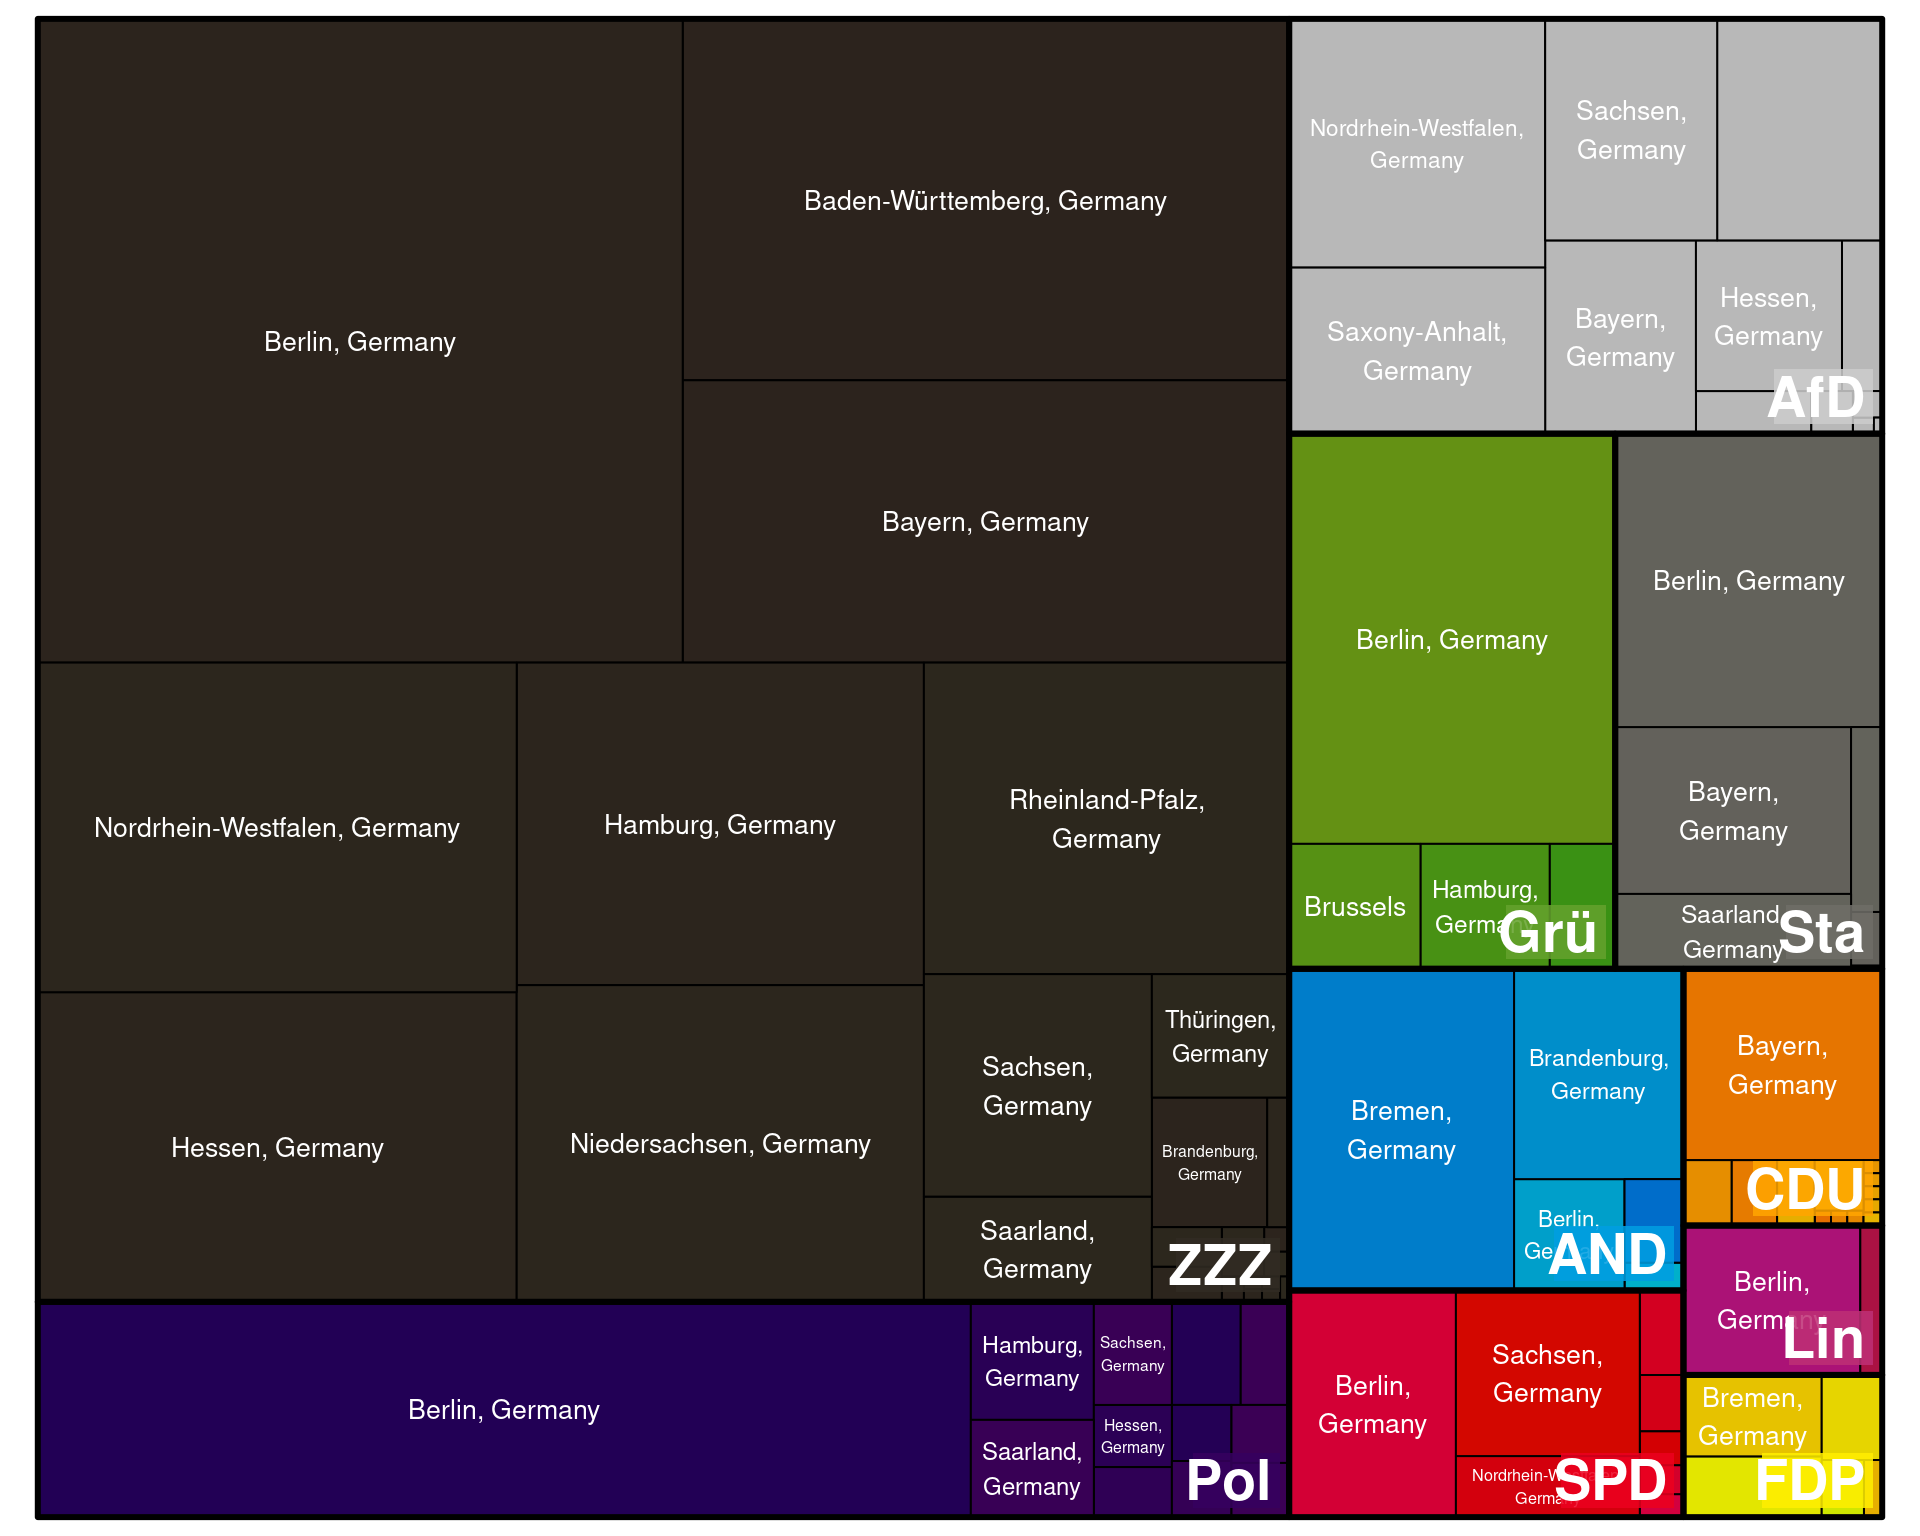 Berlin, Germany
Baden-Württemberg, Germany
Bayern, Germany
Nordrhein-Westfalen, Germany
Hamburg, Germany
Rheinland-Pfalz,
Germany
Hessen, Germany
Niedersachsen, Germany
Sachsen,
Germany
Thüringen,
Germany
Brandenburg,
Germany
Saarland,
Germany
ZZZ
Berlin, Germany
Hamburg,
Germany
Saarland,
Germany
Sachsen,
Germany
Hessen,
Germany
Pol
Nordrhein-Westfalen,
Germany
Sachsen,
Germany
Saxony-Anhalt,
Germany
Bayern,
Germany
Hessen,
Germany
AfD
Berlin, Germany
Brussels
Hamburg,
Germany
Grü
Berlin, Germany
Bayern,
Germany
Saarland,
Germany
Sta
Bremen,
Germany
Brandenburg,
Germany
Berlin,
Ge
AND
Bayern,
Germany
CDU
Berlin,
Germany
Lin
Berlin,
Germany
Sachsen,
Germany
Nordrhein-W
Germa
SPD
Bremen,
Germany
FDP